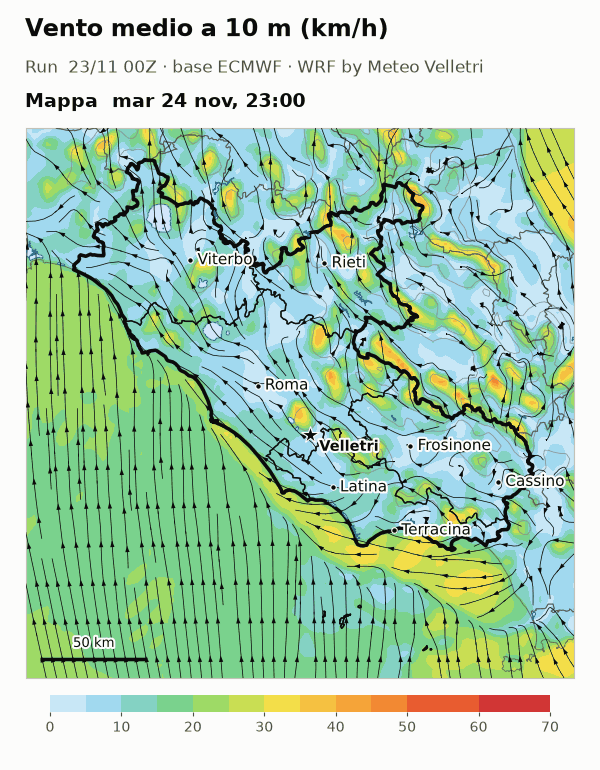 Vento medio a 10 m (km/h)
Run 23/11 00Z · base ECMWF · WRF by Meteo Velletri
Mappa mar 24 nov, 23:00
Viterbo
Rieti
Roma
Velletri
Frosinone
Latina
Cassino
Terracina
50 km
0 10 20 30 40 50 60 70